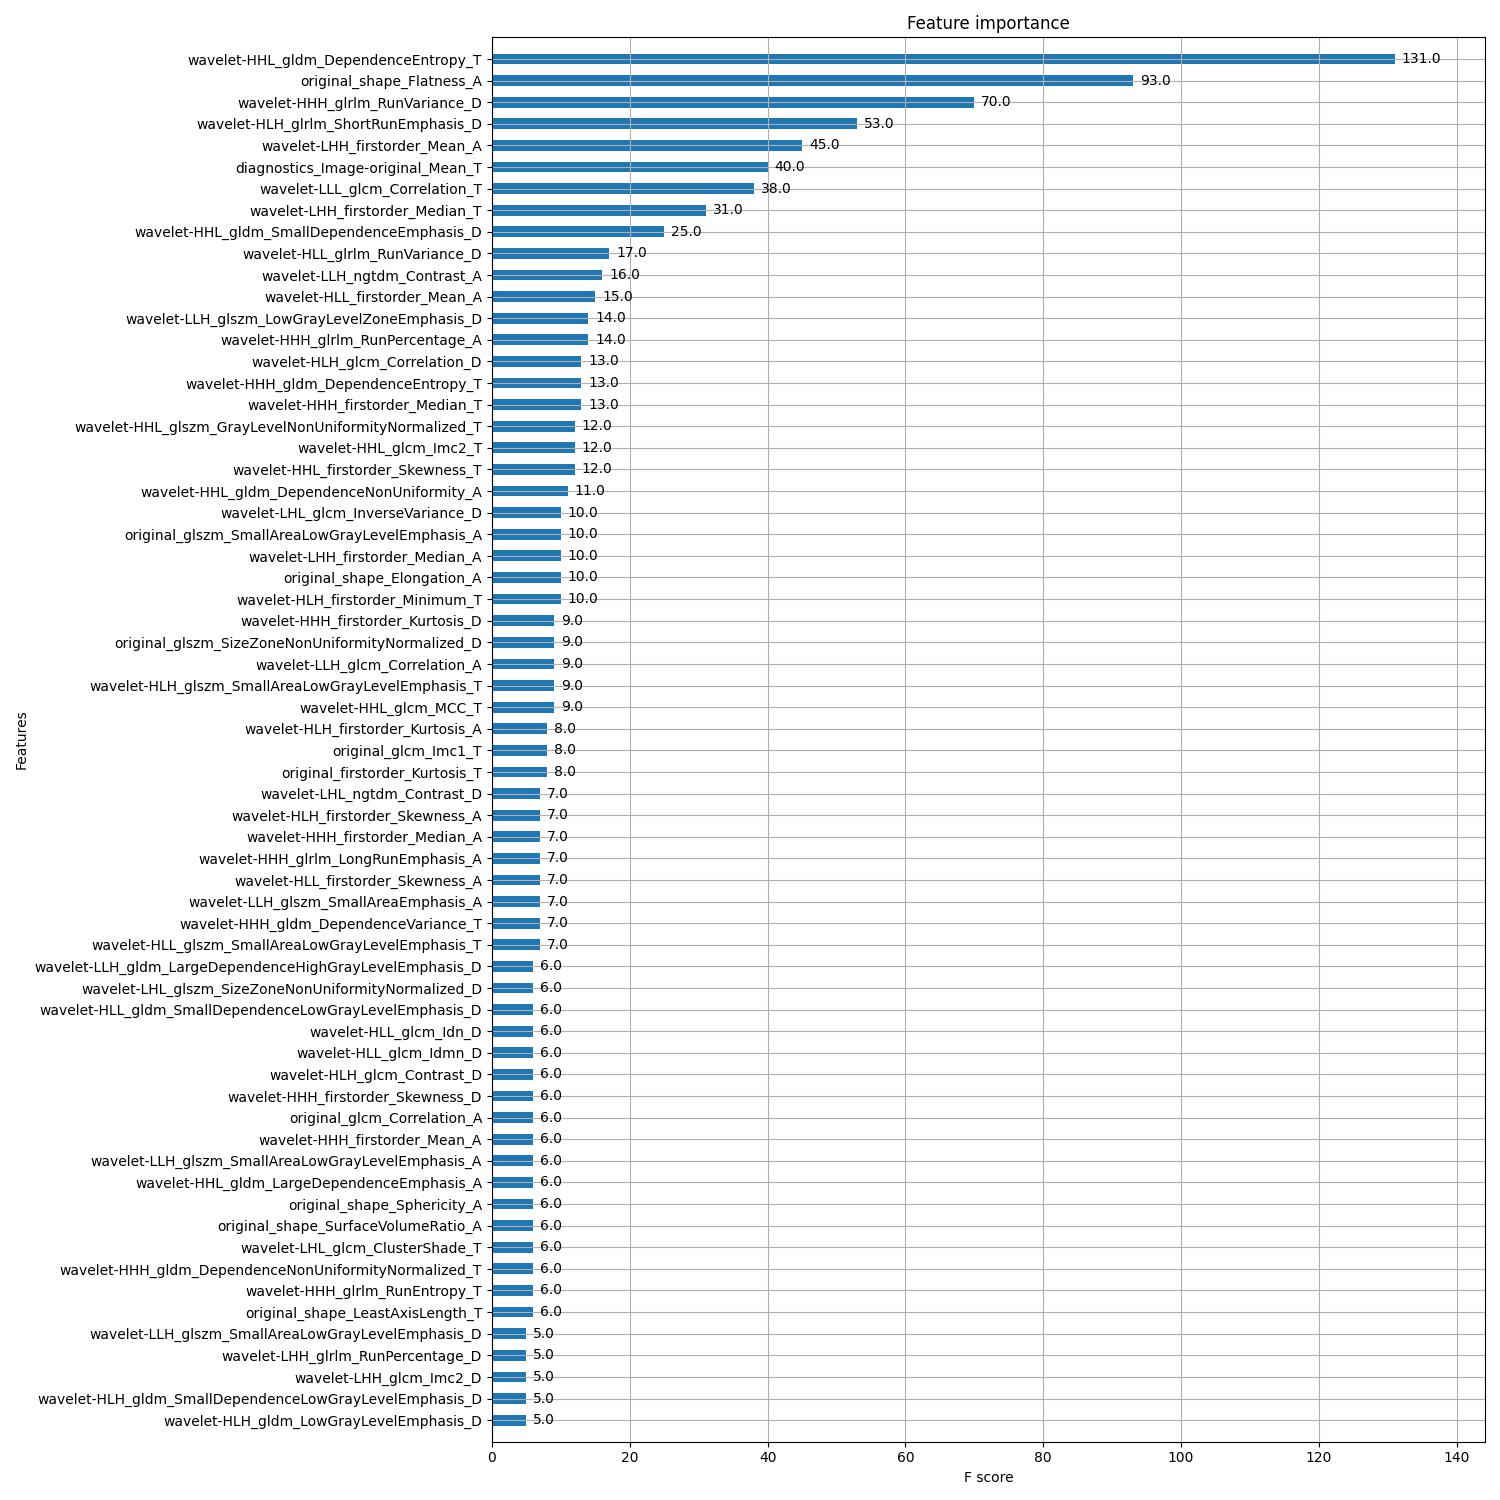 Feature importance
wavelet-HHL_gldm_DependenceEntropy_T 131.0
original_shape_Flatness_A 93.0
wavelet-HHH_glrlm_RunVariance_D 70.0
wavelet-HLH_glrlm_ShortRunEmphasis_D 53.0
wavelet-LHH_firstorder_Mean_A 45.0
diagnostics_Image-original_Mean_T 40.0
wavelet-LLL_glcm_Correlation_T 38.0
wavelet-LHH_firstorder_Median_T 31.0
wavelet-HHL_gldm_SmallDependenceEmphasis_D 25.0
wavelet-HLL_glrlm_RunVariance_D 17.0
wavelet-LLH_ngtdm_Contrast_A 16.0
wavelet-HLL_firstorder_Mean_A 15.0
wavelet-LLH_glszm_LowGrayLevelZoneEmphasis_D 14.0
wavelet-HHH_glrlm_RunPercentage_A 14.0
wavelet-HLH_glcm_Correlation_D 13.0
wavelet-HHH_gldm_DependenceEntropy_T 13.0
wavelet-HHH_firstorder_Median_T 13.0
wavelet-HHL_glszm_GrayLevelNonUniformityNormalized_T 12.0
wavelet-HHL_glcm_Imc2_T 12.0
wavelet-HHL_firstorder_Skewness_T 12.0
wavelet-HHL_gldm_DependenceNonUniformity_A 11.0
wavelet-LHL_glcm_InverseVariance_D 10.0
original_glszm_SmallAreaLowGrayLevelEmphasis_A 10.0
wavelet-LHH_firstorder_Median_A 10.0
original_shape_Elongation_A 10.0
wavelet-HLH_firstorder_Minimum_T 10.0
wavelet-HHH_firstorder_Kurtosis_D 9.0
original_glszm_SizeZoneNonUniformityNormalized_D 9.0
wavelet-LLH_glcm_Correlation_A 9.0
wavelet-HLH_glszm_SmallAreaLowGrayLevelEmphasis_T 9.0
wavelet-HHL_glcm_MCC_T 9.0
wavelet-HLH_firstorder_Kurtosis_A 8.0
original_glcm_Imc1_T 8.0
original_firstorder_Kurtosis_T 8.0
wavelet-LHL_ngtdm_Contrast_D 7.0
wavelet-HLH_firstorder_Skewness_A 7.0
wavelet-HHH_firstorder_Median_A 7.0
wavelet-HHH_glrlm_LongRunEmphasis_A 7.0
wavelet-HLL_firstorder_Skewness_A 7.0
wavelet-LLH_glszm_SmallAreaEmphasis_A 7.0
wavelet-HHH_gldm_DependenceVariance_T 7.0
wavelet-HLL_glszm_SmallAreaLowGrayLevelEmphasis_T 7.0
wavelet-LLH_gldm_LargeDependenceHighGrayLevelEmphasis_D 6.0
wavelet-LHL_glszm_SizeZoneNonUniformityNormalized_D 6.0
wavelet-HLL_gldm_SmallDependenceLowGrayLevelEmphasis_D 6.0
wavelet-HLL_glcm_Idn_D 6.0
wavelet-HLL_glcm_Idmn_D 6.0
wavelet-HLH_glcm_Contrast_D 6.0
wavelet-HHH_firstorder_Skewness_D 6.0
original_glcm_Correlation_A 6.0
wavelet-HHH_firstorder_Mean_A 6.0
wavelet-LLH_glszm_SmallAreaLowGrayLevelEmphasis_A 6.0
wavelet-HHL_gldm_LargeDependenceEmphasis_A 6.0
original_shape_Sphericity_A 6.0
original_shape_SurfaceVolumeRatio_A 6.0
wavelet-LHL_glcm_ClusterShade_T 6.0
wavelet-HHH_gldm_DependenceNonUniformityNormalized_T 6.0
wavelet-HHH_glrlm_RunEntropy_T 6.0
original_shape_LeastAxisLength_T 6.0
wavelet-LLH_glszm_SmallAreaLowGrayLevelEmphasis_D 5.0
wavelet-LHH_glrlm_RunPercentage_D 5.0
wavelet-LHH_glcm_Imc2_D 5.0
wavelet-HLH_gldm_SmallDependenceLowGrayLevelEmphasis_D 5.0
wavelet-HLH_gldm_LowGrayLevelEmphasis_D 5.0
Features
0 20 40 60 80 100 120 140
F score